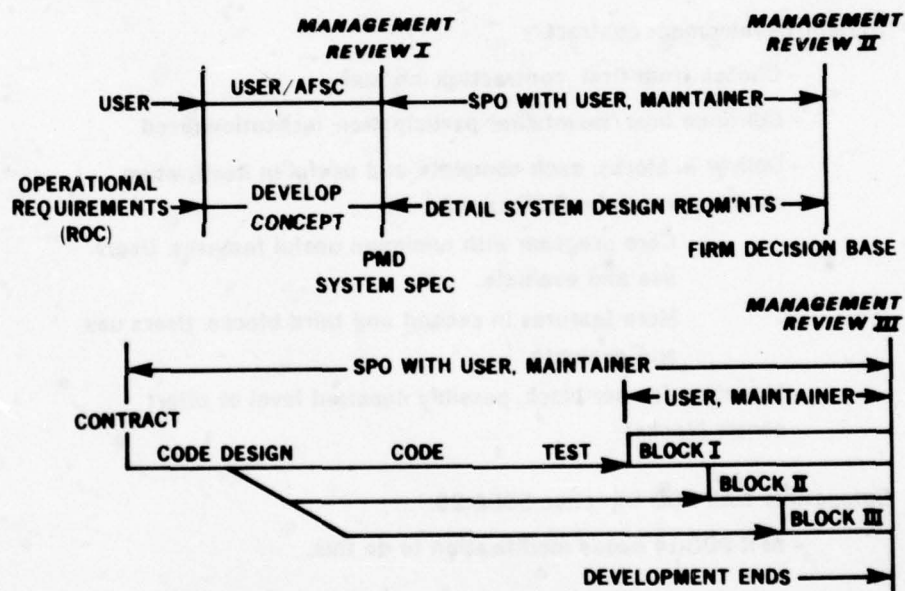 MANAGEMENT
REVIEW I
MANAGEMENT
REVIEW II
USER
USER/AFSC
SPO WITH USER, MAINTAINER
OPERATIONAL
REQUIREMENTS
(ROC)
DEVELOP
CONCEPT
DETAIL SYSTEM DESIGN REQM'NTS
PMD
SYSTEM SPEC
FIRM DECISION BASE
MANAGEMENT
REVIEW III
SPO WITH USER, MAINTAINER
USER, MAINTAINER
CONTRACT
CODE DESIGN CODE TEST BLOCK I
BLOCK II
BLOCK III
DEVELOPMENT ENDS